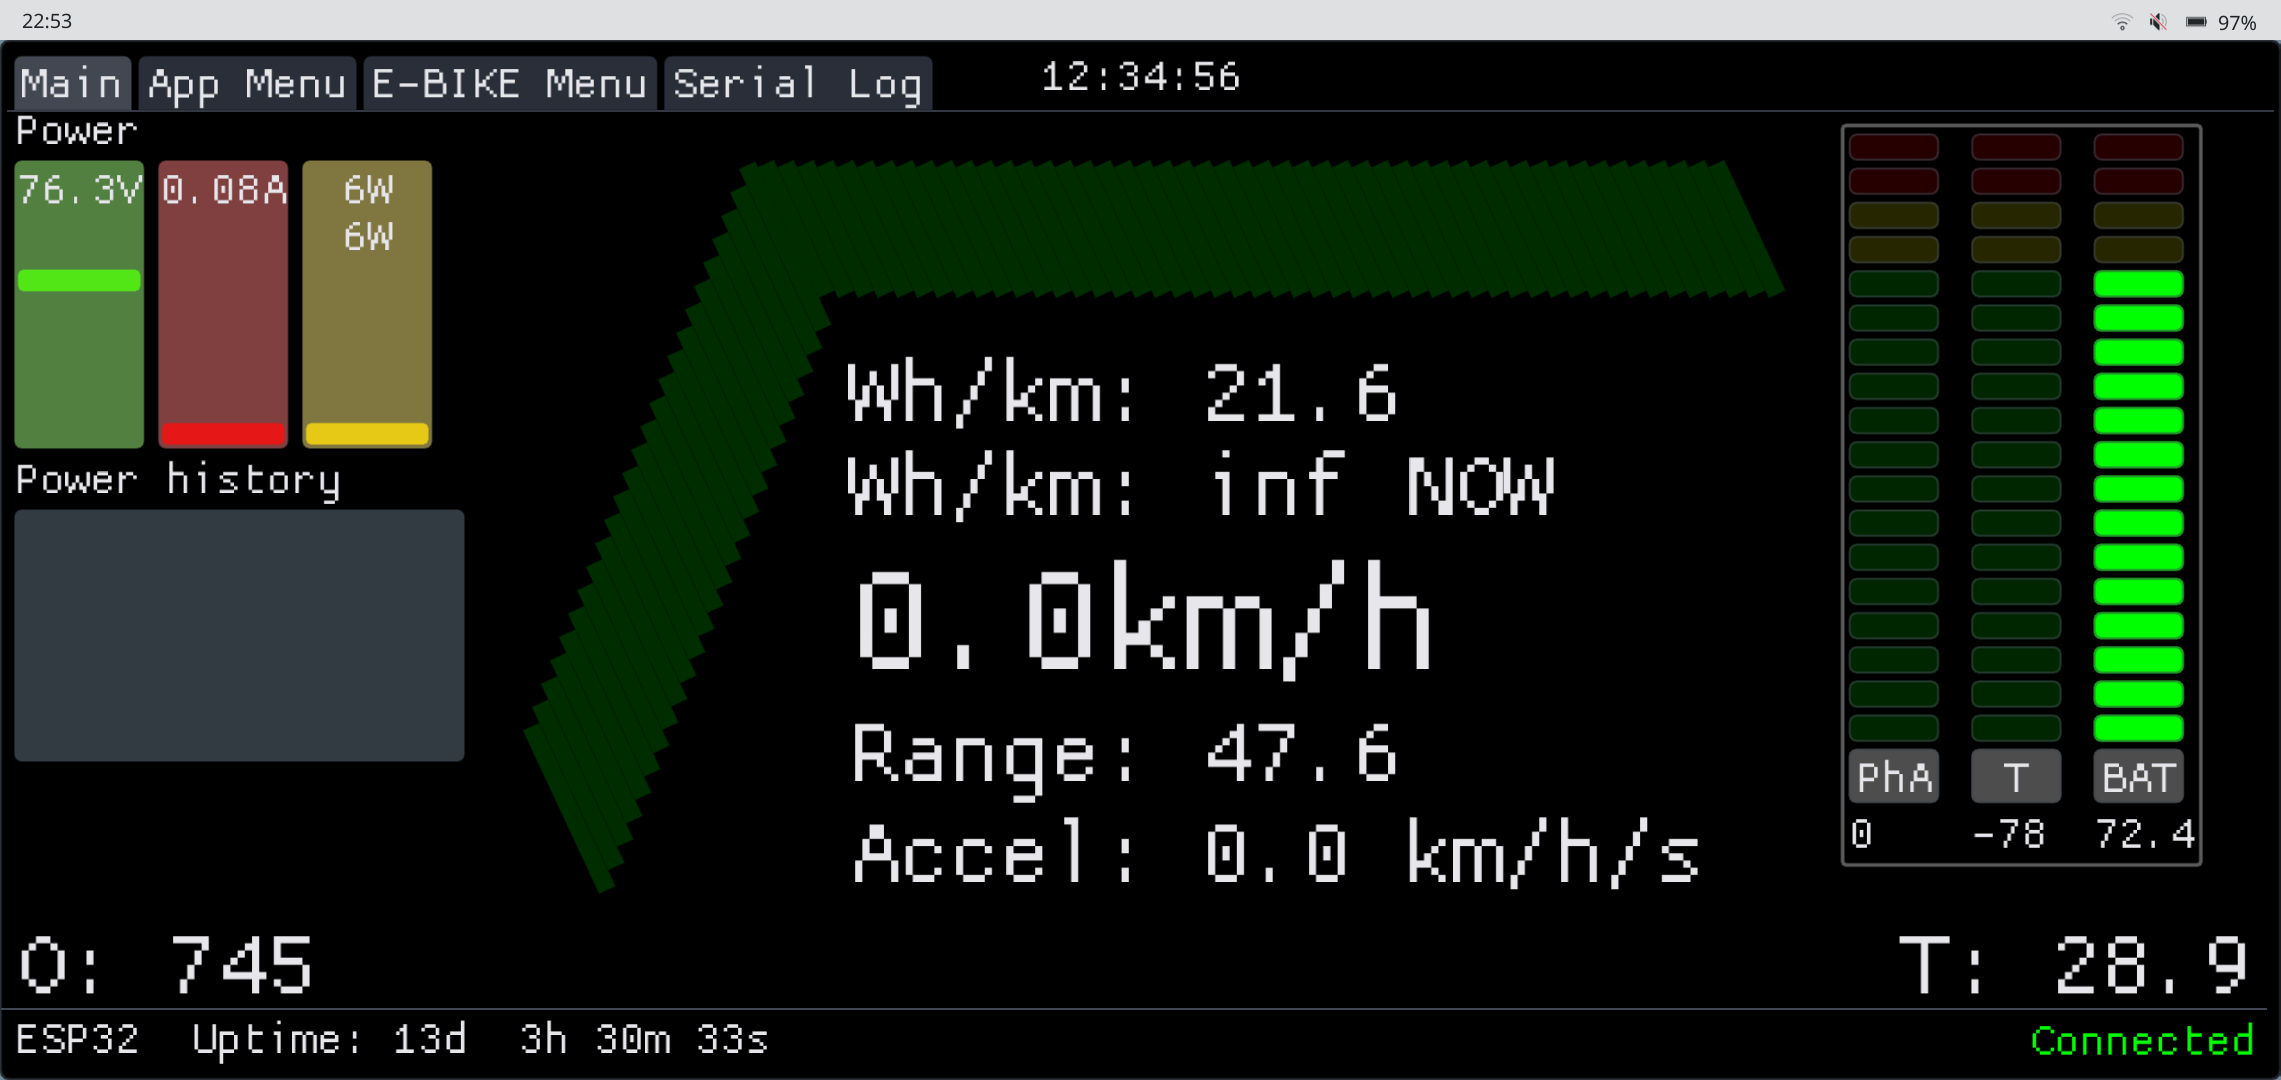 22:53
97%
Main App Menu E-BIKE Menu Serial Log 12:34:56
Power
76.3V 0.08A 6W
6W
Power history
Wh/km: 21.6
Wh/km: inf NOW
0.0km/h
Range: 47.6
Accel: 0.0 km/h/s
PhA T BAT
0 -78 72.4
O: 745
T: 28.9
ESP32 Uptime: 13d 3h 30m 33s
Connected